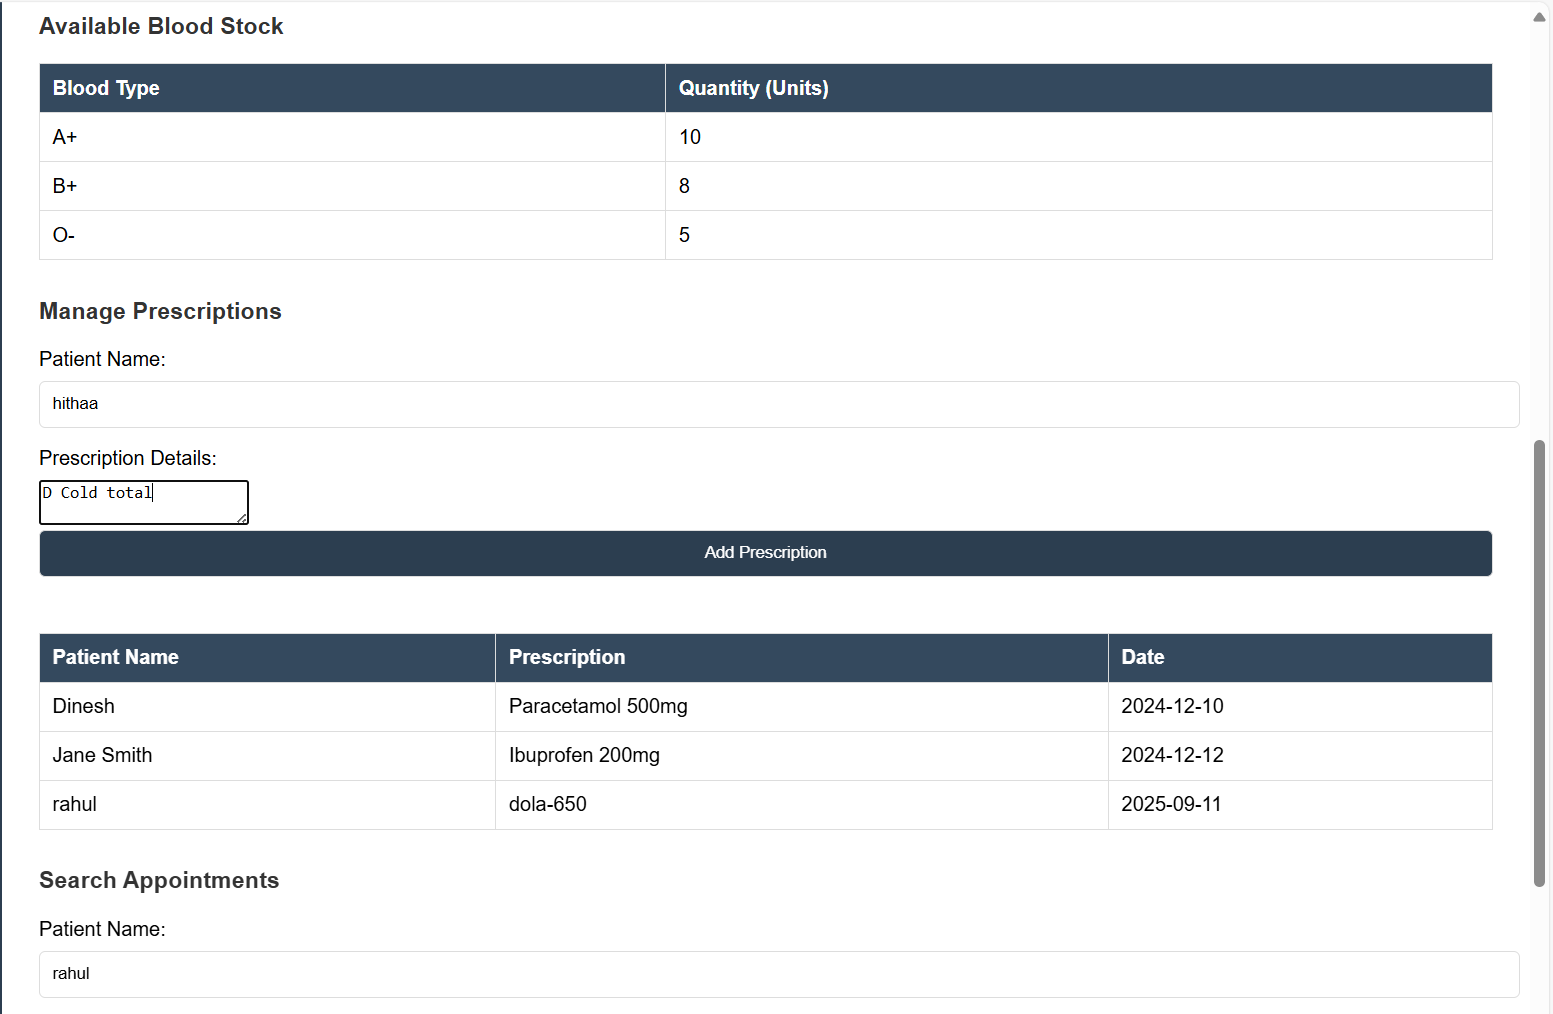 Available Blood Stock
Blood Type Quantity (Units)
A+ 10
B+ 8
O- 5
Manage Prescriptions
Patient Name:
hithaa
Prescription Details:
D Cold total
Add Prescription
Patient Name Prescription Date
Dinesh Paracetamol 500mg 2024-12-10
Jane Smith Ibuprofen 200mg 2024-12-12
rahul dola-650 2025-09-11
Search Appointments
Patient Name:
rahul